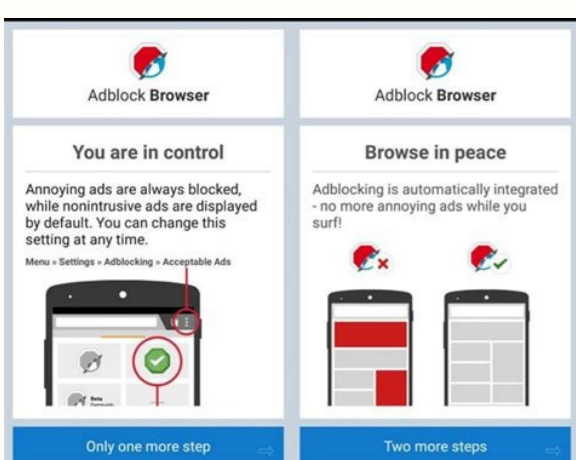 Adblock Browser
You are in control
Annoying ads are always blocked,
while nonintrusive ads are displayed
by default. You can change this
setting at any time.
Menu » Settings » Adblocking » Acceptable Ads
Beta
Only one more step
Adblock Browser
Browse in peace
Adblocking is automatically integrated
- no more annoying ads while you
surf!
Two more steps